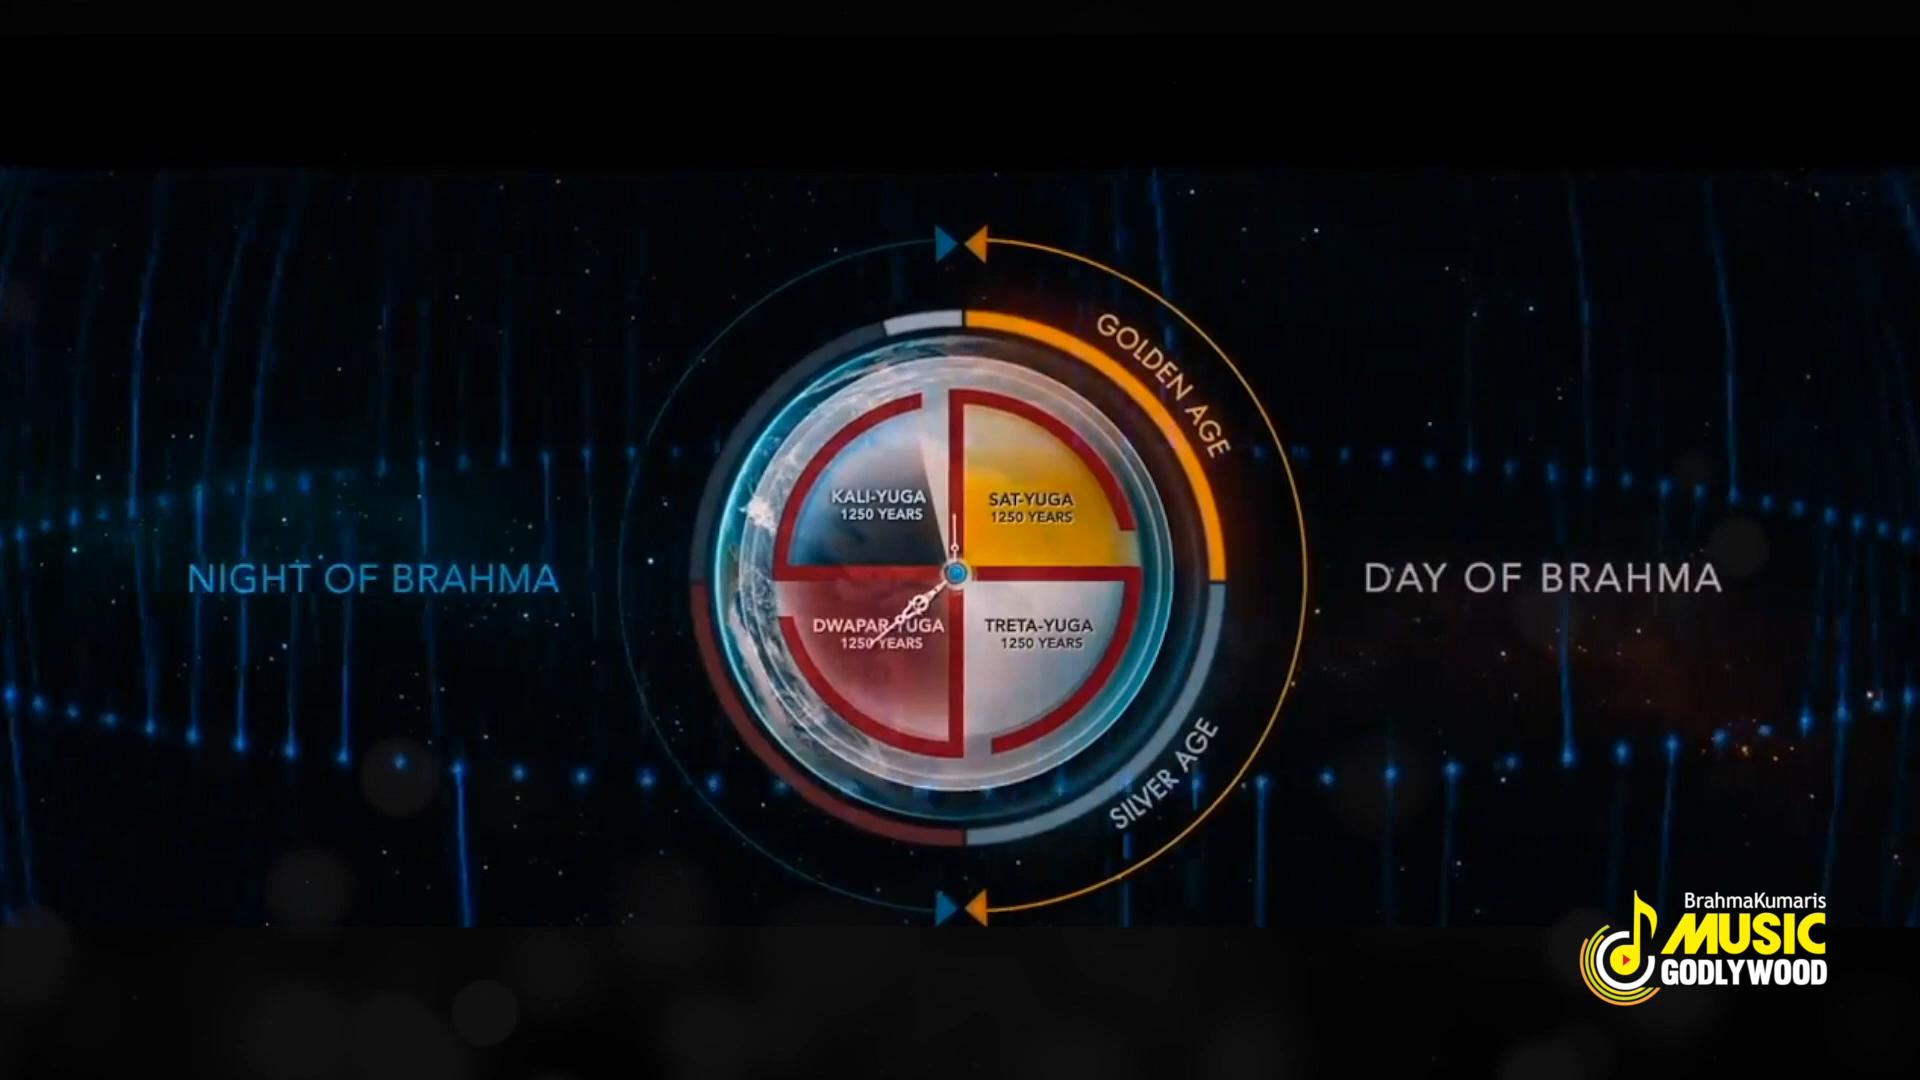 GOLDEN AGE
KALI-YUGA
1250 YEARS
SAT-YUGA
1250 YEARS
NIGHT OF BRAHMA
DAY OF BRAHMA
DWAPAR-YUGA
1250 YEARS
TRETA-YUGA
1250 YEARS
SILVER AGE
BrahmaKumaris
MUSIC
GODLYWOOD